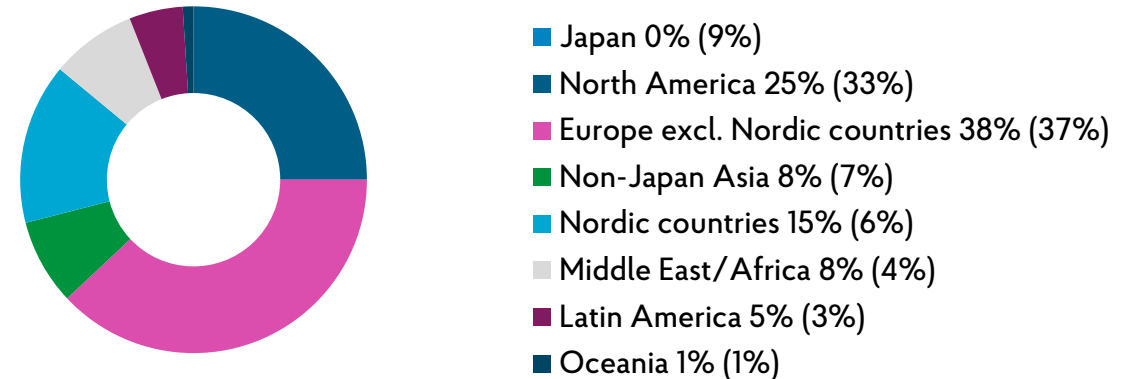 Japan 0% (9%)
North America 25% (33%)
Europe excl. Nordic countries 38% (37%)
Non-Japan Asia 8% (7%)
Nordic countries 15% (6%)
Middle East/Africa 8% (4%)
Latin America 5% (3%)
Oceania 1% (1%)